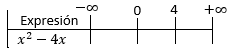 Expresión −∞ 0 4 +∞
x² − 4x